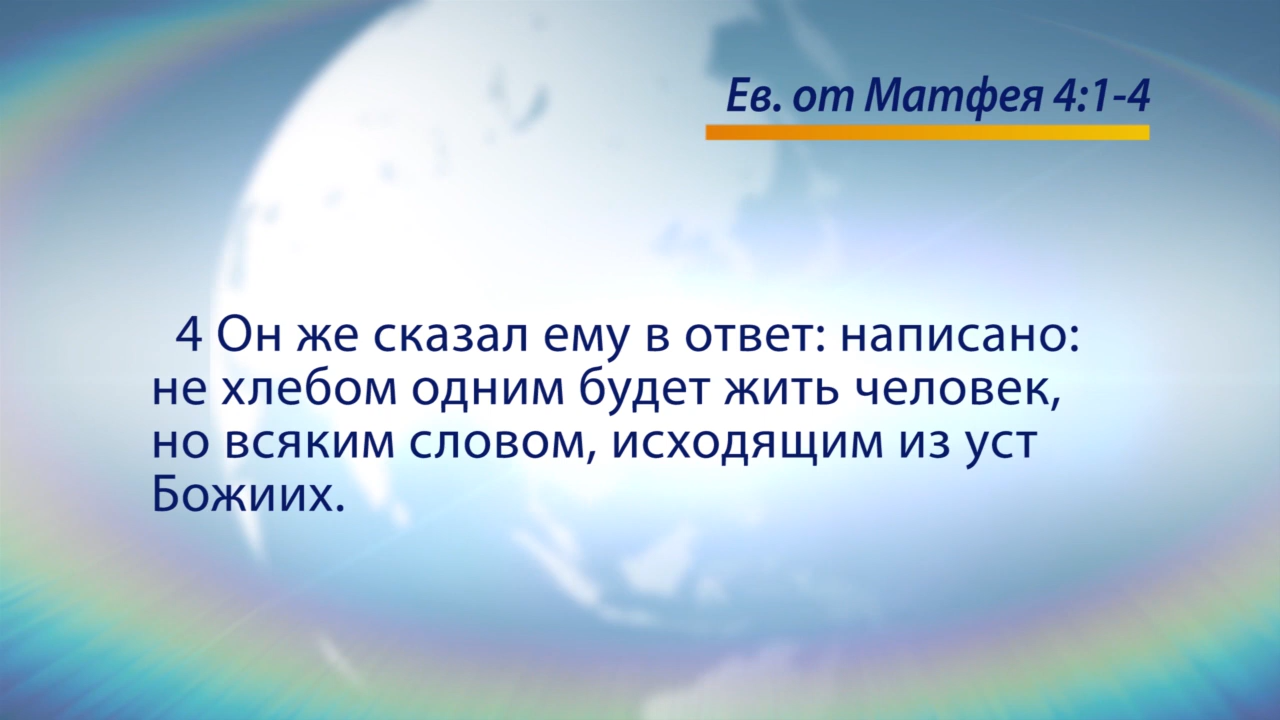 Ев. от Матфея 4:1-4
4 Он же сказал ему в ответ: написано:
не хлебом одним будет жить человек,
но всяким словом, исходящим из уст
Божиих.